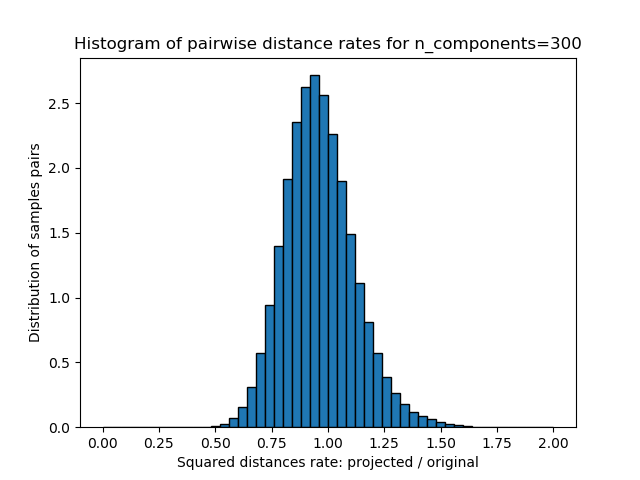 Histogram of pairwise distance rates for n_components=300
Distribution of samples pairs
2.5
2.0
1.5
1.0
0.5
0.0
0.00 0.25 0.50 0.75 1.00 1.25 1.50 1.75 2.00
Squared distances rate: projected / original